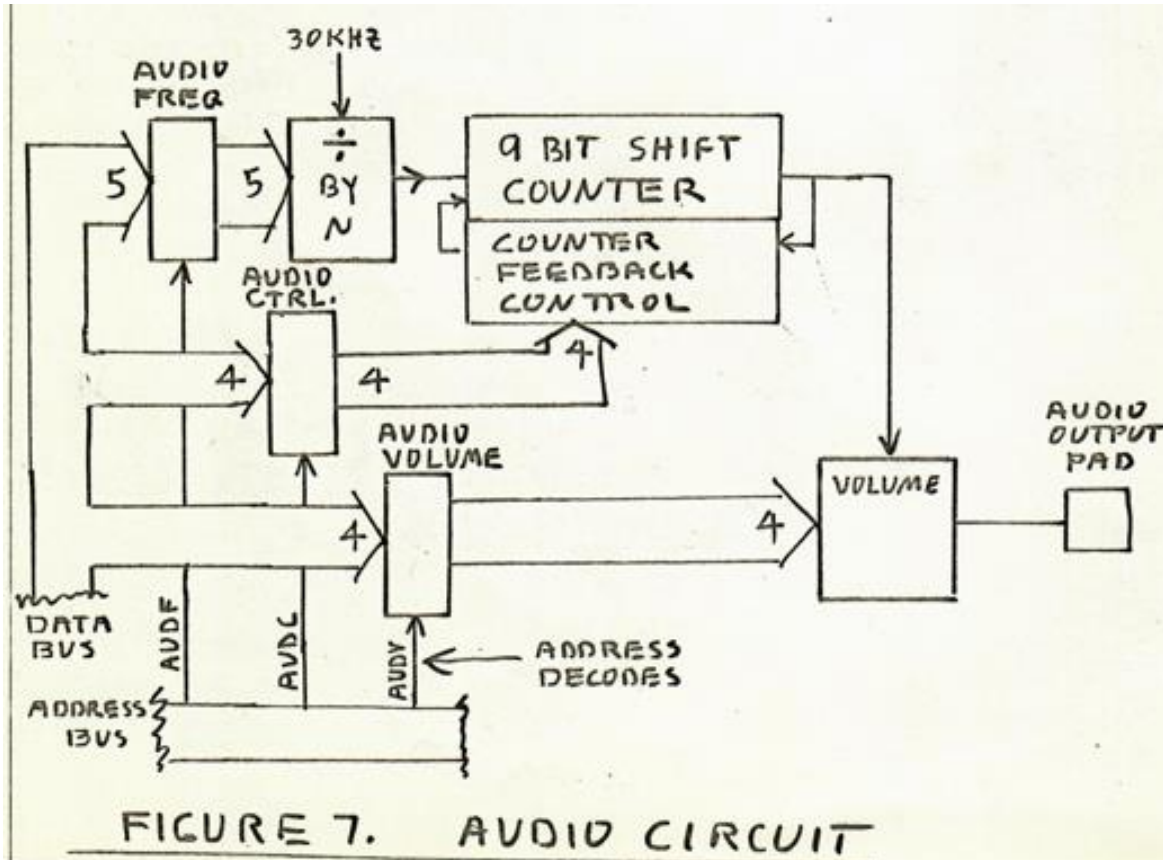 30KHZ
AUDIO
FREQ
5
5
÷
BY
N
9 BIT SHIFT
COUNTER
COUNTER
FEEDBACK
CONTROL
AUDIO
CTRL.
4
4
4
AUDIO
VOLUME
4
4
VOLUME
AUDIO
OUTPUT
PAD
DATA
BUS
AUDF
AUDC
AUDV
ADDRESS
DECODES
ADDRESS
BUS
FIGURE 7. AUDIO CIRCUIT